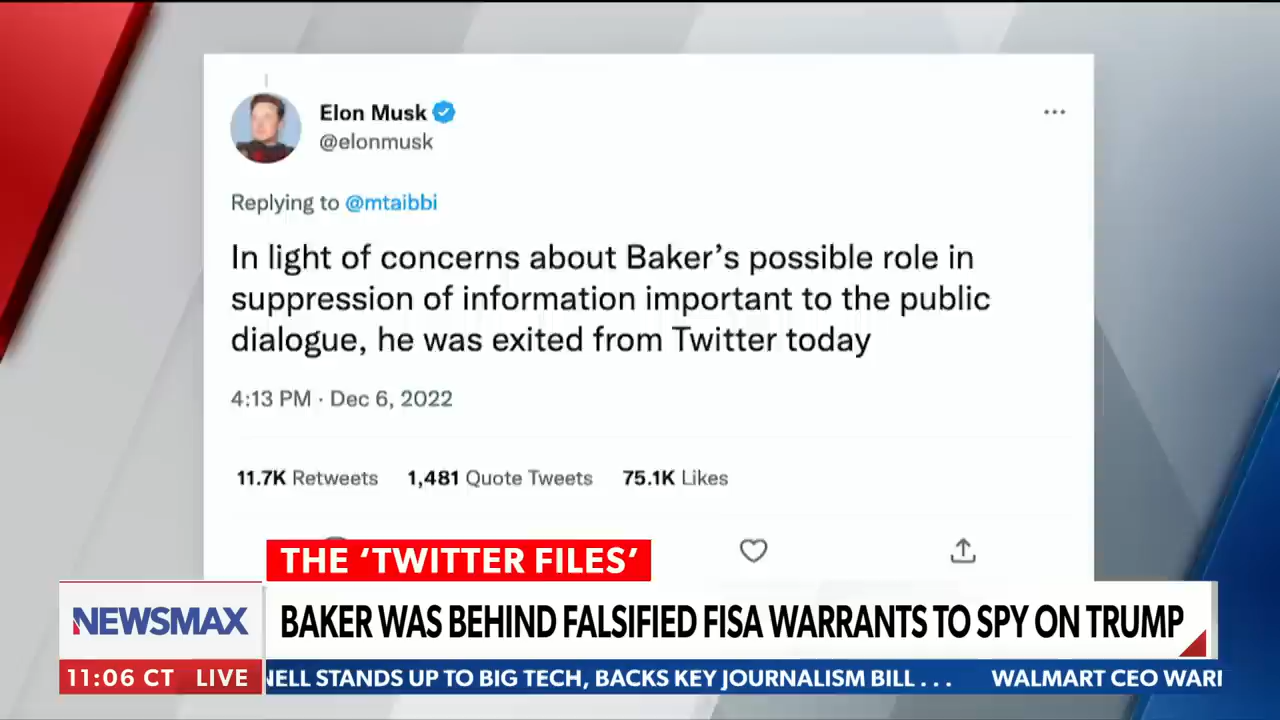 Elon Musk
@elonmusk
Replying to @mtaibbi
In light of concerns about Baker’s possible role in
suppression of information important to the public
dialogue, he was exited from Twitter today
4:13 PM · Dec 6, 2022
11.7K Retweets 1,481 Quote Tweets 75.1K Likes
THE ‘TWITTER FILES’
NEWSMAX
BAKER WAS BEHIND FALSIFIED FISA WARRANTS TO SPY ON TRUMP
11:06 CT LIVE
NELL STANDS UP TO BIG TECH, BACKS KEY JOURNALISM BILL . . . WALMART CEO WARI